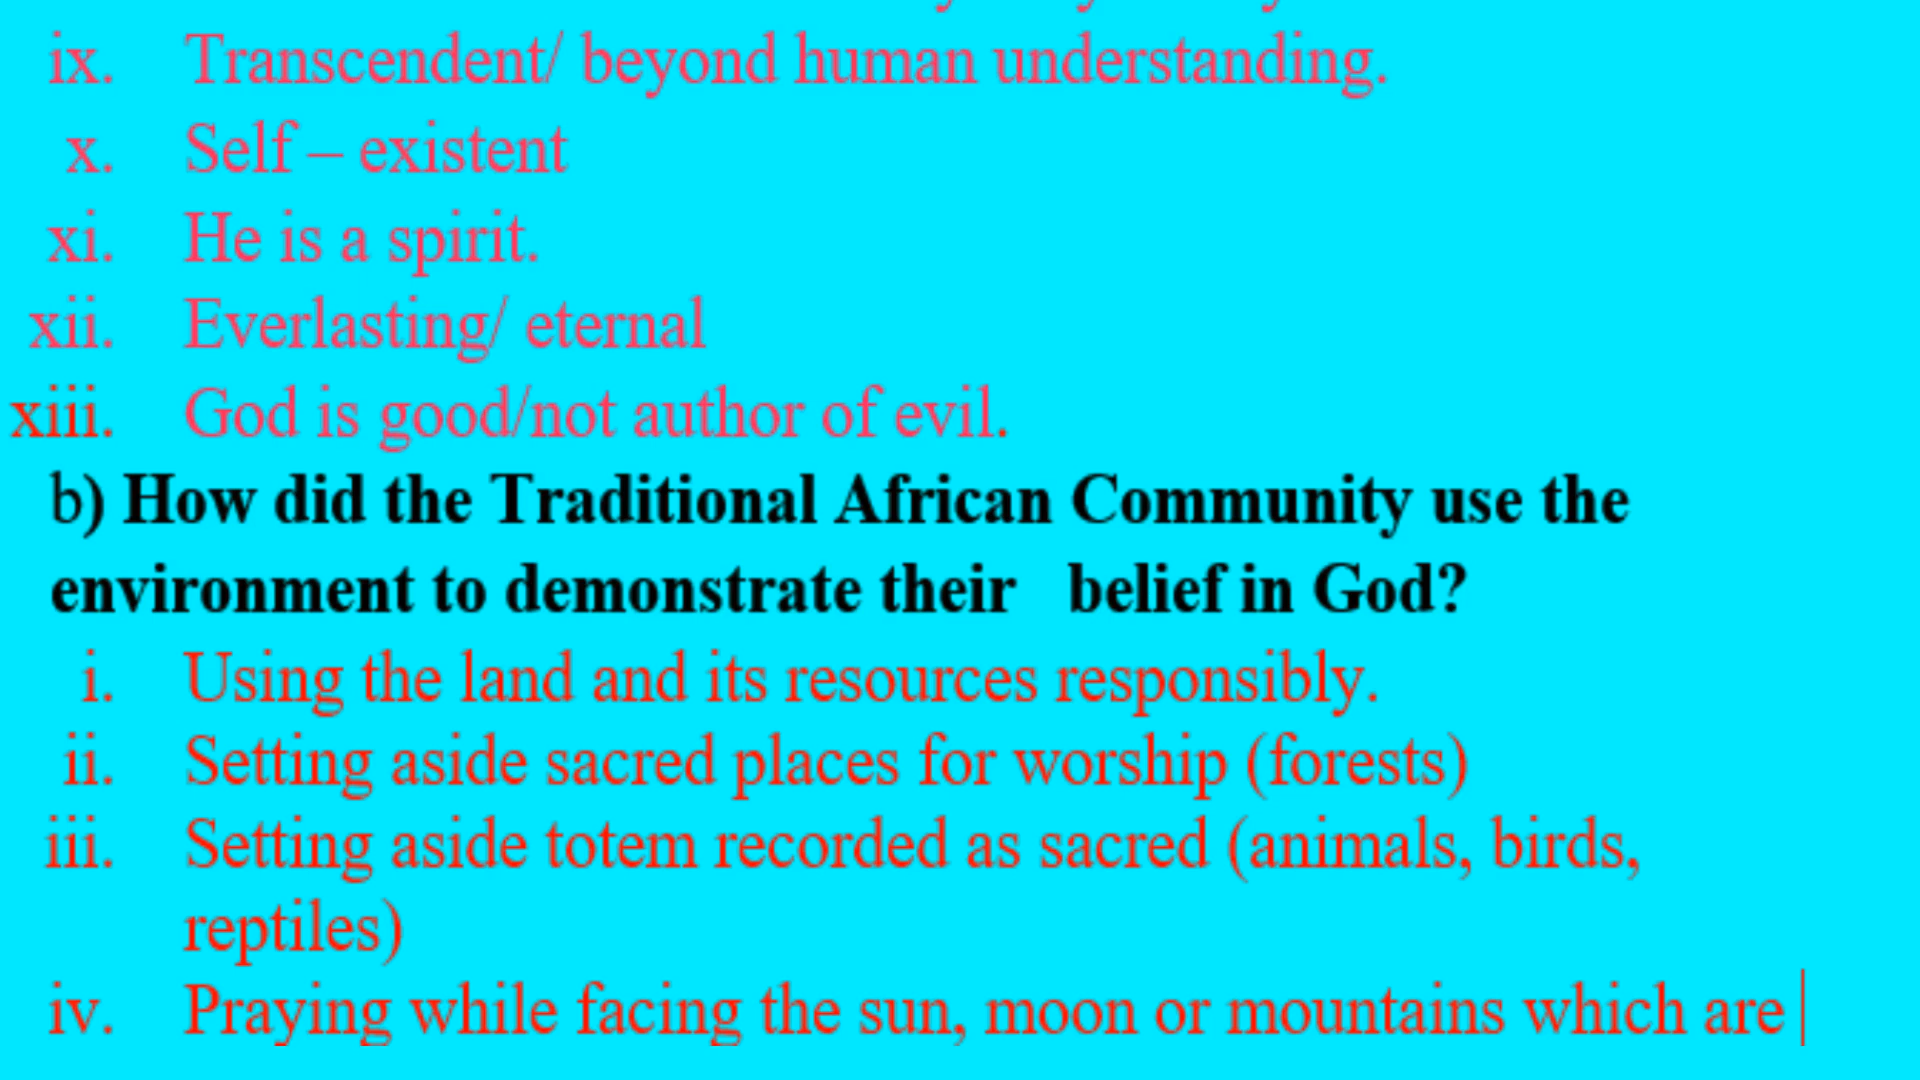 ix. Transcendent/ beyond human understanding.
x. Self – existent
xi. He is a spirit.
xii. Everlasting/ eternal
xiii. God is good/not author of evil.
b) How did the Traditional African Community use the
environment to demonstrate their belief in God?
i. Using the land and its resources responsibly.
ii. Setting aside sacred places for worship (forests)
iii. Setting aside totem recorded as sacred (animals, birds,
reptiles)
iv. Praying while facing the sun, moon or mountains which are